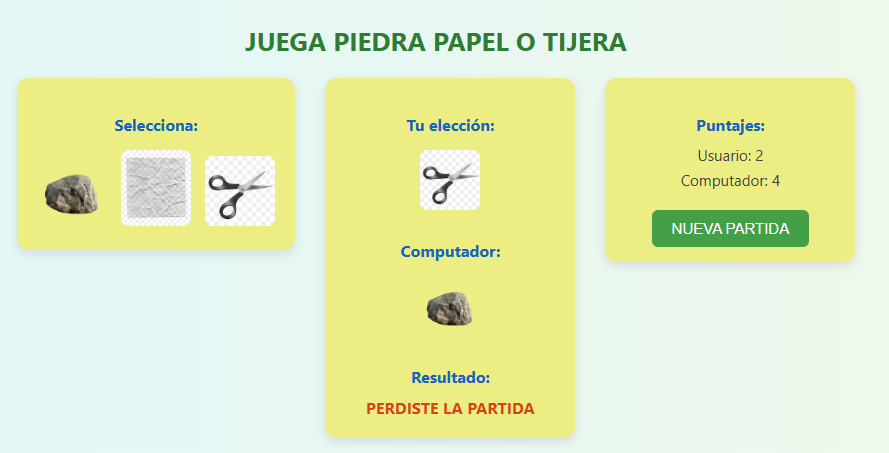 JUEGA PIEDRA PAPEL O TIJERA
Selecciona:
Tu elección:
Computador:
Resultado:
PERDISTE LA PARTIDA
Puntajes:
Usuario: 2
Computador: 4
NUEVA PARTIDA